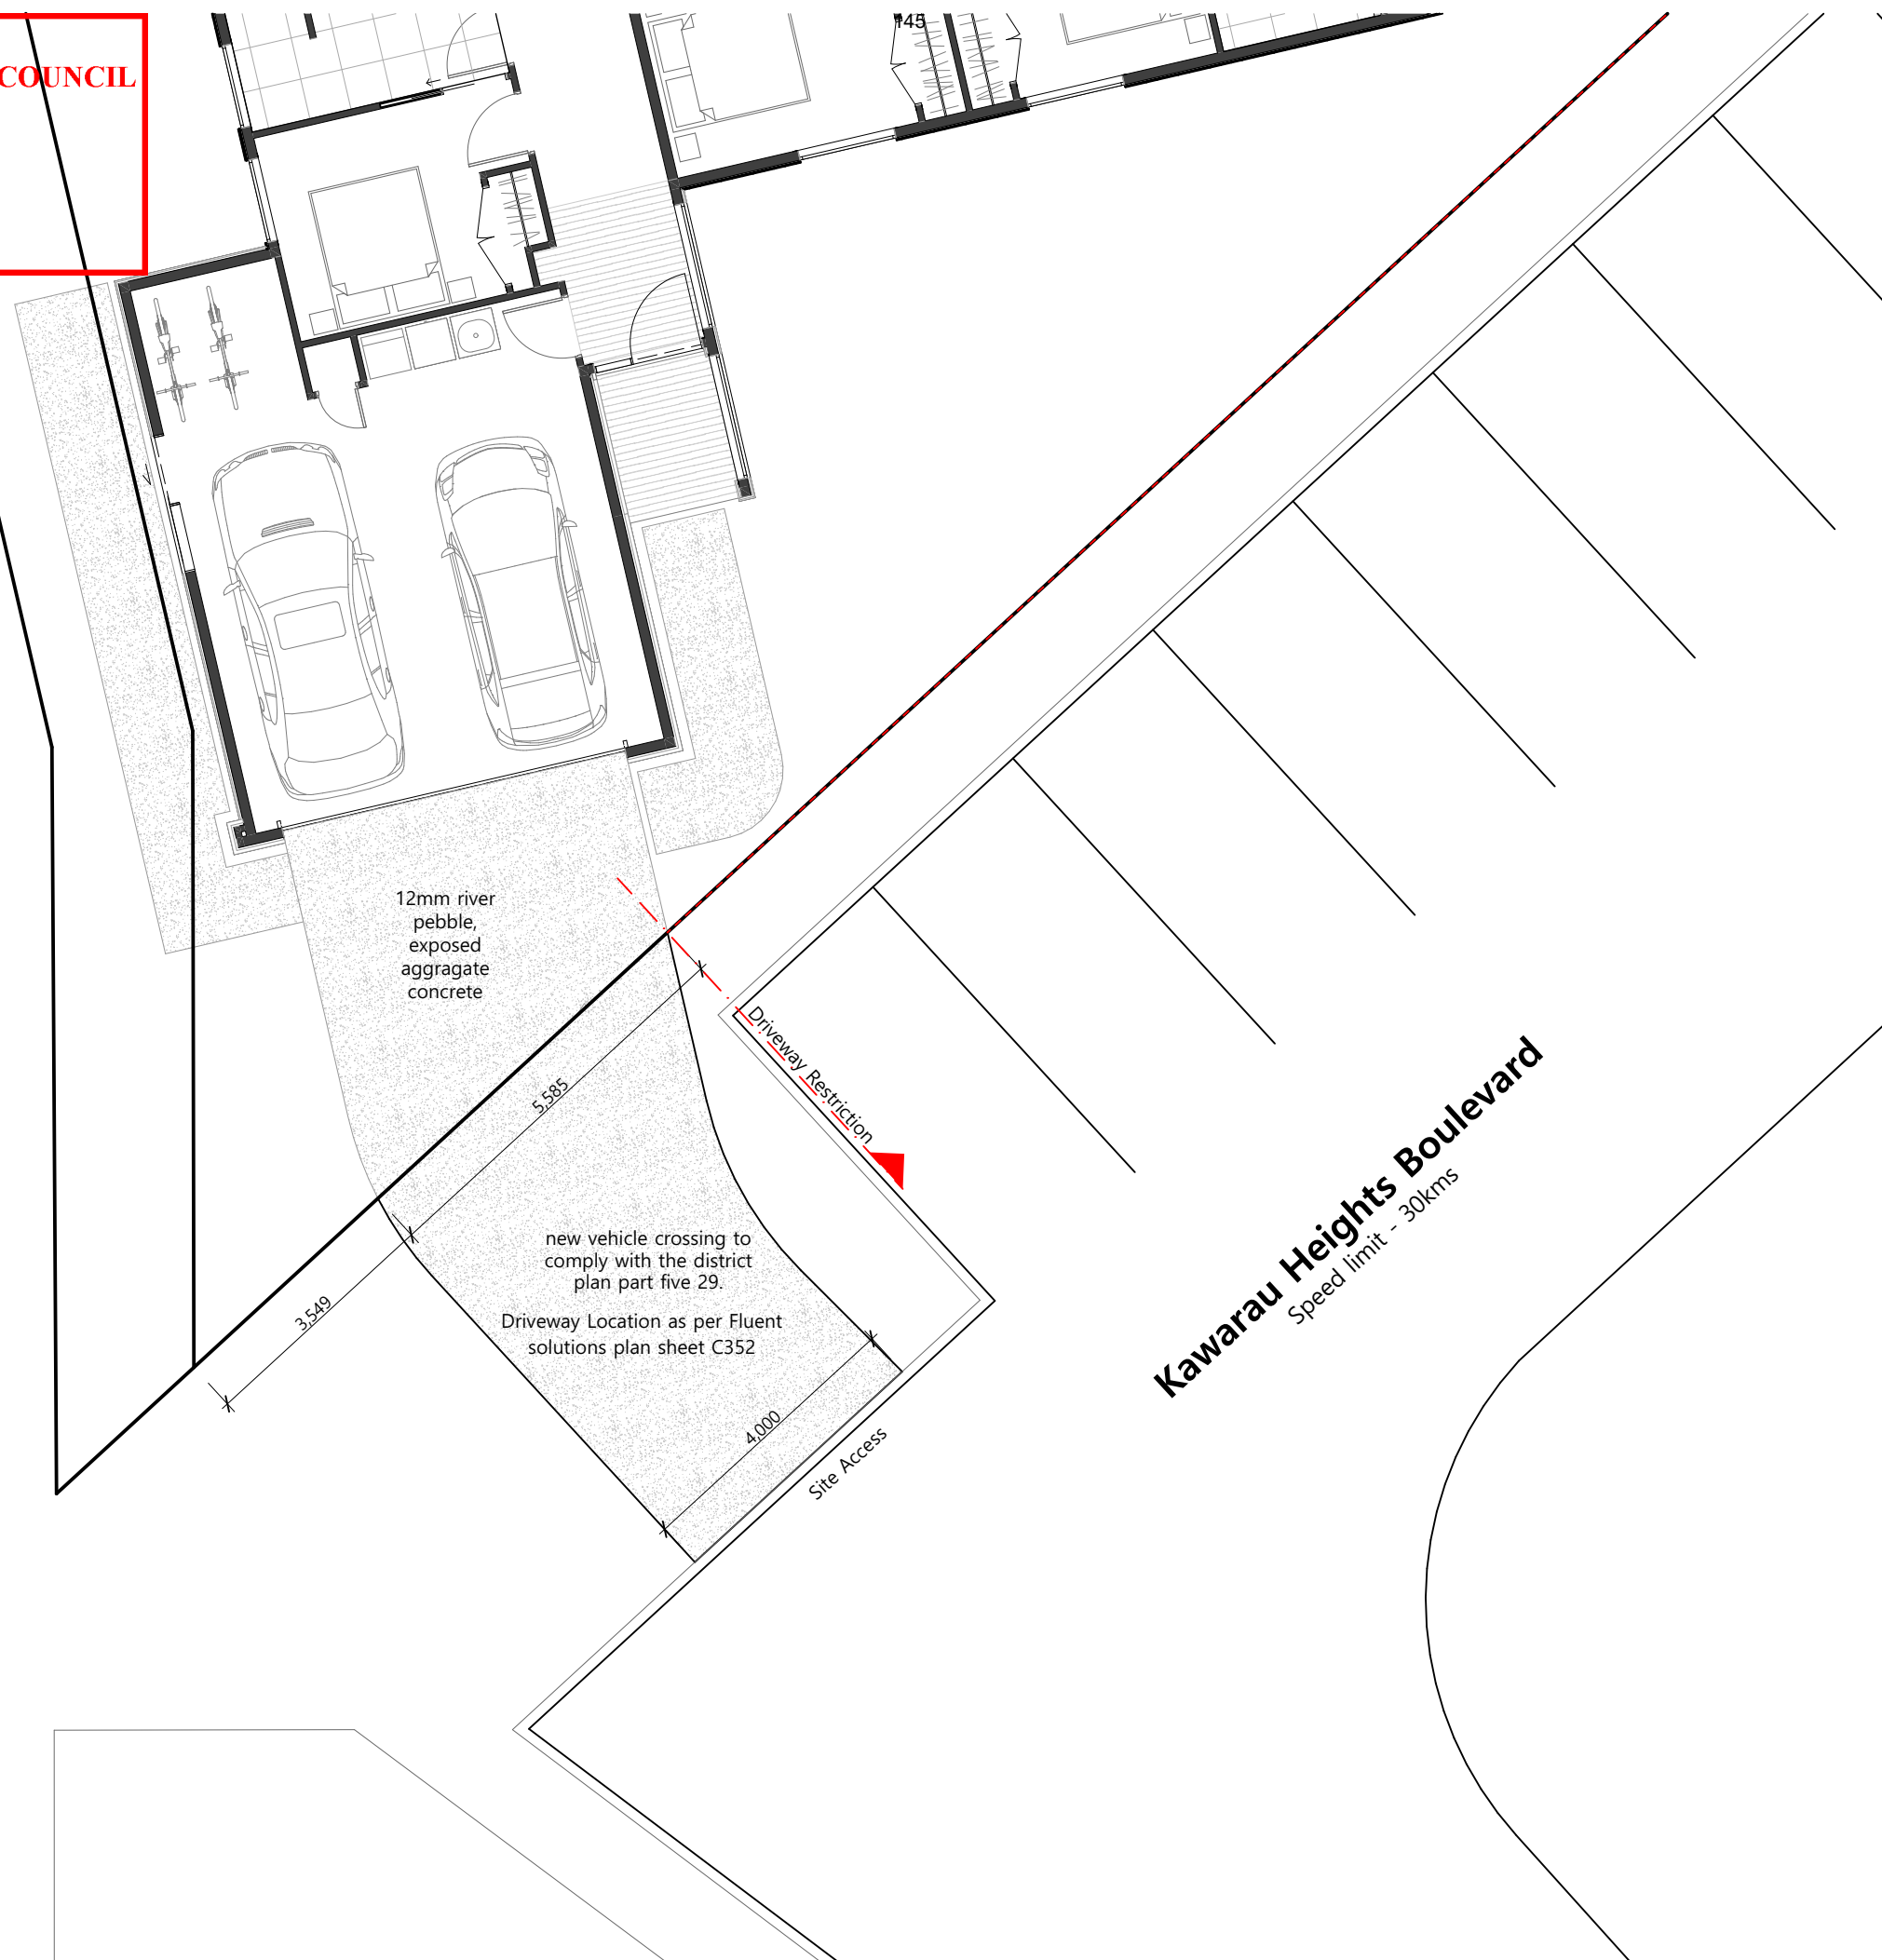 145
COUNCIL
12mm river
pebble,
exposed
aggragate
concrete
Driveway Restriction
5,585
new vehicle crossing to
comply with the district
plan part five 29.
Driveway Location as per Fluent
solutions plan sheet C352
3,549
4,000
Site Access
Kawarau Heights Boulevard
Speed limit - 30kms